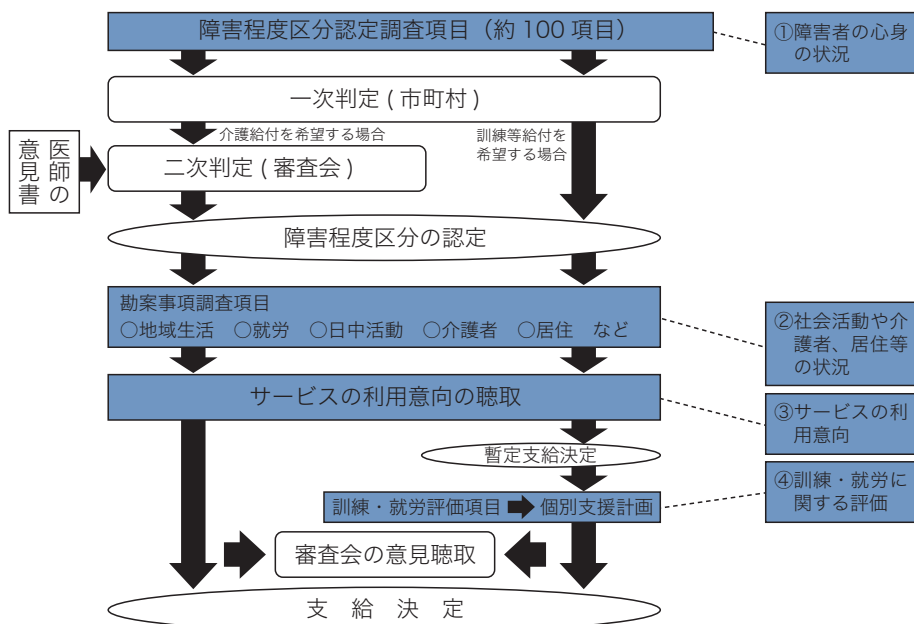 障害程度区分認定調査項目（約100項目）
①障害者の心身
の状況
一次判定(市町村)
介護給付を希望する場合
訓練等給付を
希望する場合
医師の
意見書
二次判定(審査会)
障害程度区分の認定
勘案事項調査項目
○地域生活 ○就労 ○日中活動 ○介護者 ○居住 など
②社会活動や介
護者、居住等
の状況
サービスの利用意向の聴取
③サービスの利
用意向
暫定支給決定
④訓練・就労に
関する評価
訓練・就労評価項目
個別支援計画
審査会の意見聴取
支 給 決 定